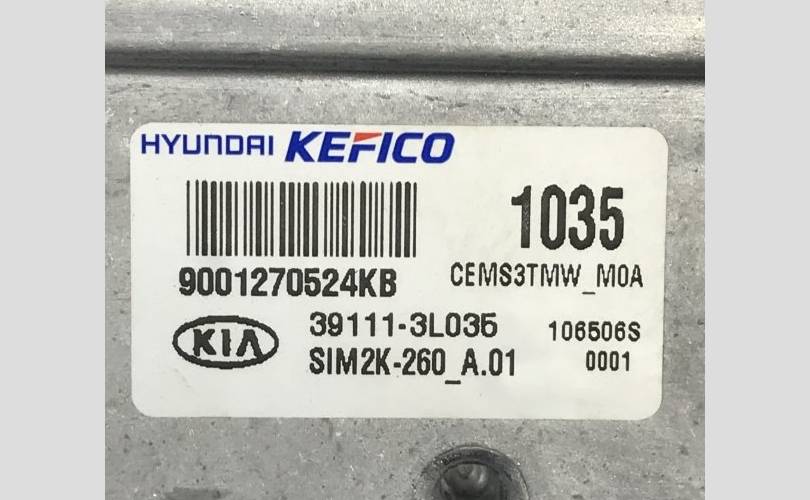 HYUNDAI KEFICO
1035
9001270524KB
CEMS3TMW_M0A
KIA
39111-3L035
106506S
SIM2K-260_A.01
0001